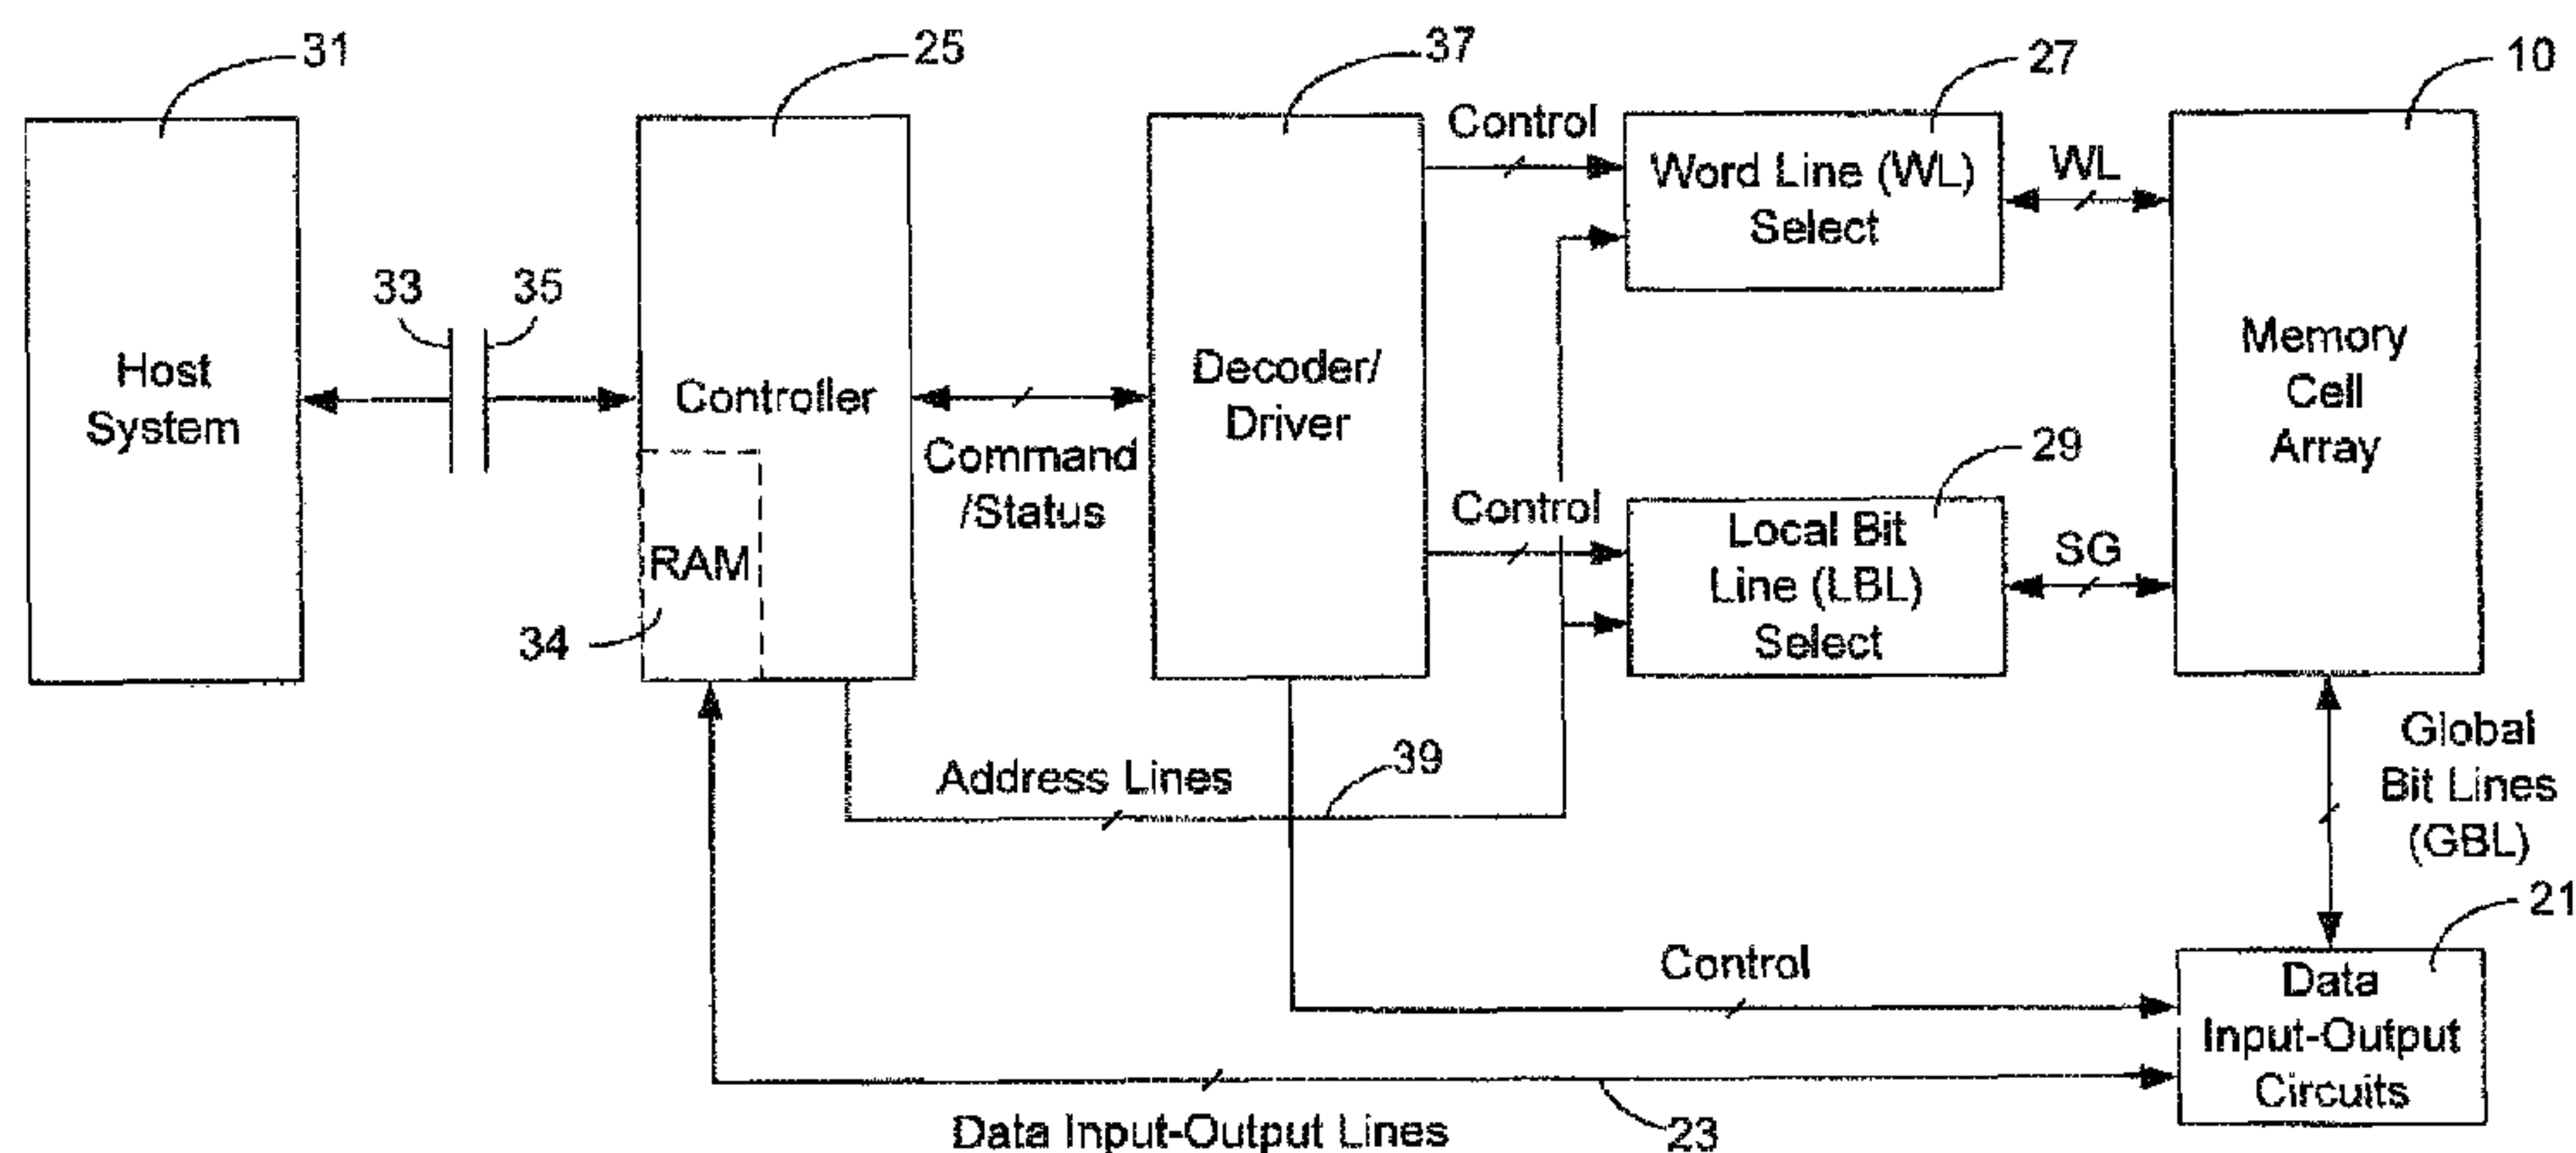 31
25
37
27
10
Control
Word Line (WL)
Select
WL
33
35
Host
System
Controller
Command
/Status
Decoder/
Driver
Memory
Cell
Array
29
Control
Local Bit
Line (LBL)
Select
SG
RAM
34
Address Lines
39
Global
Bit Lines
(GBL)
21
Control
Data
Input-Output
Circuits
Data Input-Output Lines
23